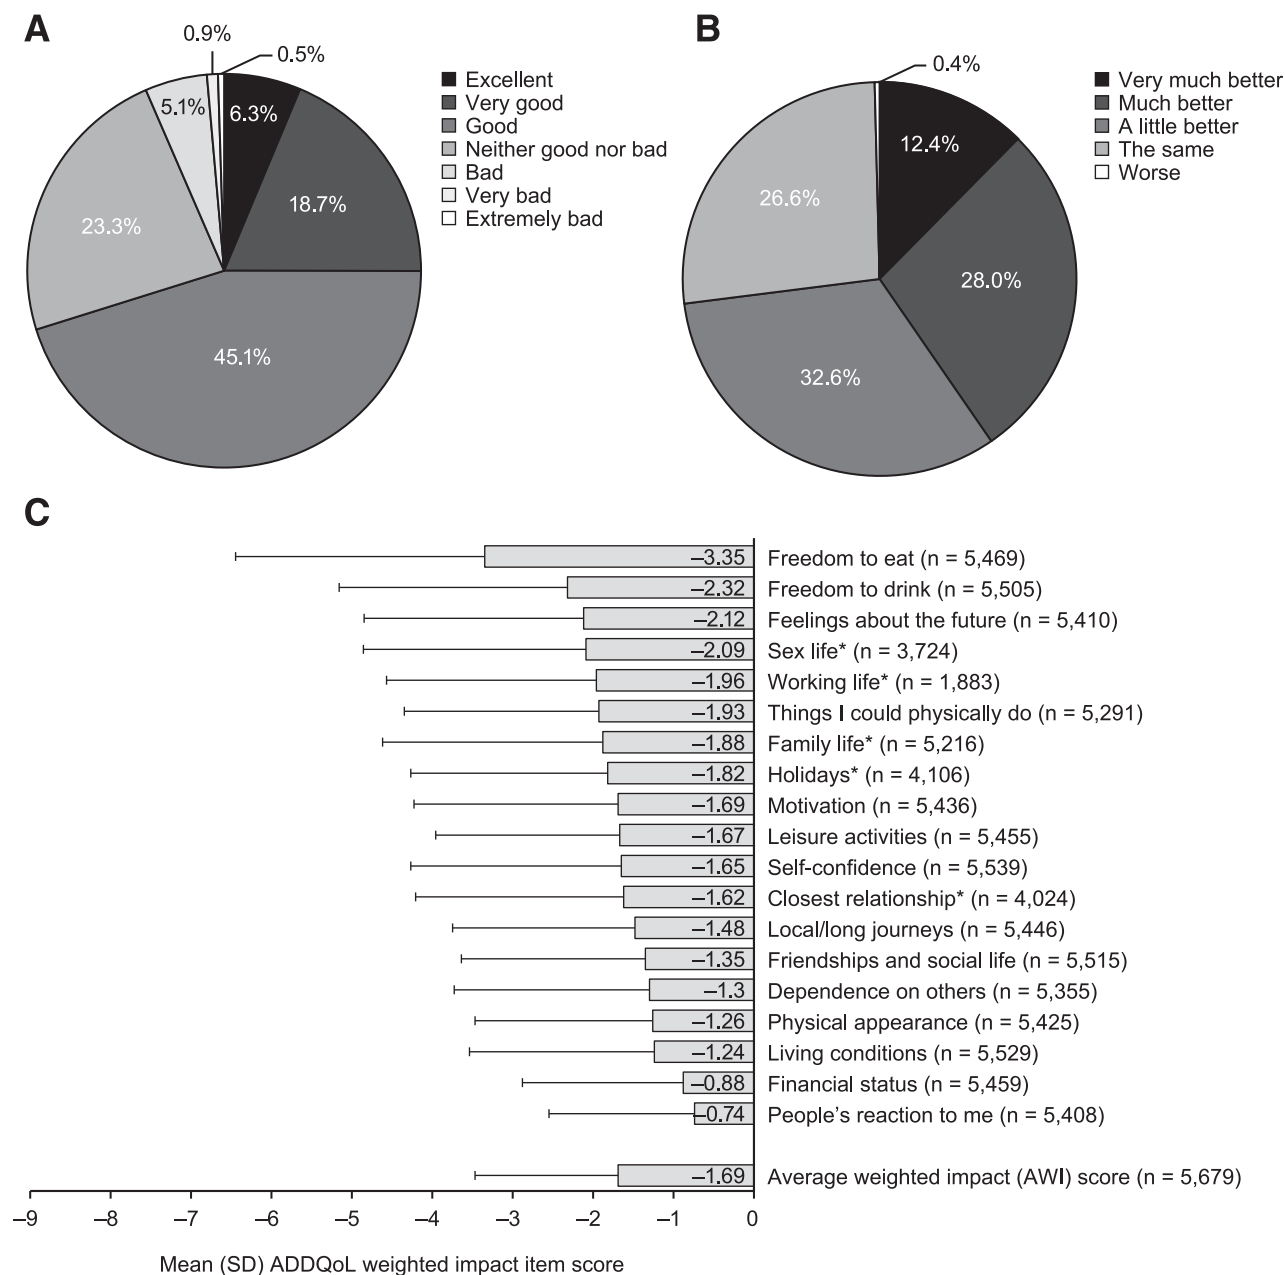 A
0.9%
0.5%
5.1%
6.3%
18.7%
23.3%
45.1%
Excellent
Very good
Good
Neither good nor bad
Bad
Very bad
Extremely bad
B
0.4%
12.4%
26.6%
28.0%
32.6%
Very much better
Much better
A little better
The same
Worse
C
–3.35 Freedom to eat (n = 5,469)
–2.32 Freedom to drink (n = 5,505)
–2.12 Feelings about the future (n = 5,410)
–2.09 Sex life* (n = 3,724)
–1.96 Working life* (n = 1,883)
–1.93 Things I could physically do (n = 5,291)
–1.88 Family life* (n = 5,216)
–1.82 Holidays* (n = 4,106)
–1.69 Motivation (n = 5,436)
–1.67 Leisure activities (n = 5,455)
–1.65 Self-confidence (n = 5,539)
–1.62 Closest relationship* (n = 4,024)
–1.48 Local/long journeys (n = 5,446)
–1.35 Friendships and social life (n = 5,515)
–1.3 Dependence on others (n = 5,355)
–1.26 Physical appearance (n = 5,425)
–1.24 Living conditions (n = 5,529)
–0.88 Financial status (n = 5,459)
–0.74 People’s reaction to me (n = 5,408)
–1.69 Average weighted impact (AWI) score (n = 5,679)
–9 –8 –7 –6 –5 –4 –3 –2 –1 0
Mean (SD) ADDQoL weighted impact item score